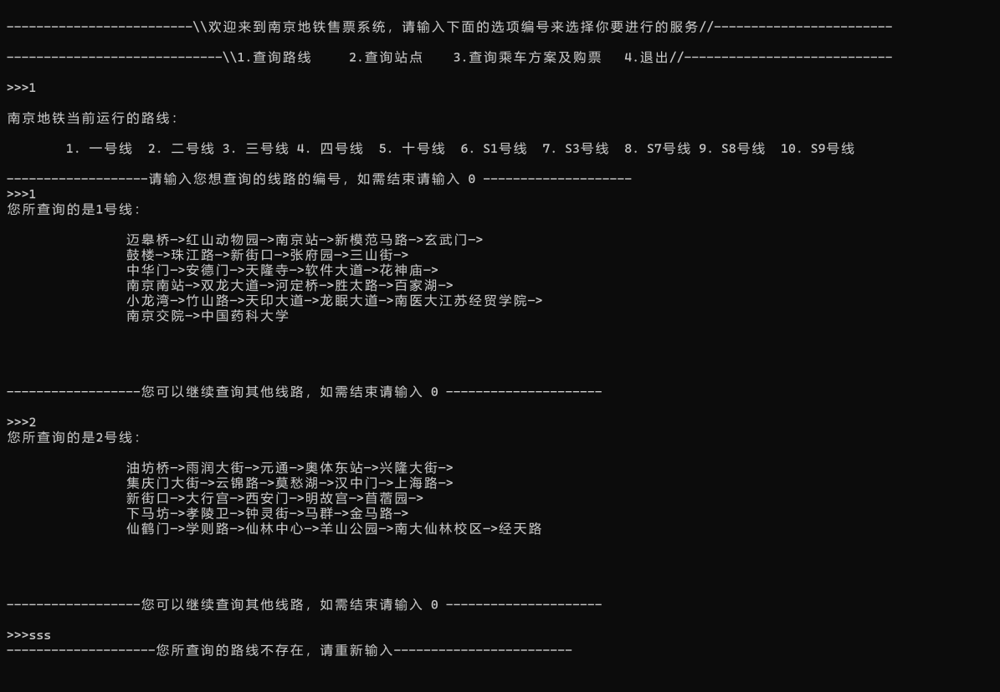 -------------------------\\欢迎来到南京地铁售票系统，请输入下面的选项编号来选择你要进行的服务//------------------------
-----------------------------\\1.查询路线     2.查询站点    3.查询乘车方案及购票   4.退出//----------------------------
>>>1
南京地铁当前运行的路线：
1. 一号线  2. 二号线 3. 三号线 4. 四号线  5. 十号线  6. S1号线  7. S3号线  8. S7号线 9. S8号线  10. S9号线
-------------------请输入您想查询的线路的编号，如需结束请输入 0 --------------------
>>>1
您所查询的是1号线：
迈皋桥->红山动物园->南京站->新模范马路->玄武门->
鼓楼->珠江路->新街口->张府园->三山街->
中华门->安德门->天隆寺->软件大道->花神庙->
南京南站->双龙大道->河定桥->胜太路->百家湖->
小龙湾->竹山路->天印大道->龙眠大道->南医大江苏经贸学院->
南京交院->中国药科大学
------------------您可以继续查询其他线路，如需结束请输入 0 ---------------------
>>>2
您所查询的是2号线：
油坊桥->雨润大街->元通->奥体东站->兴隆大街->
集庆门大街->云锦路->莫愁湖->汉中门->上海路->
新街口->大行宫->西安门->明故宫->苜蓿园->
下马坊->孝陵卫->钟灵街->马群->金马路->
仙鹤门->学则路->仙林中心->羊山公园->南大仙林校区->经天路
------------------您可以继续查询其他线路，如需结束请输入 0 ---------------------
>>>sss
--------------------您所查询的路线不存在，请重新输入------------------------